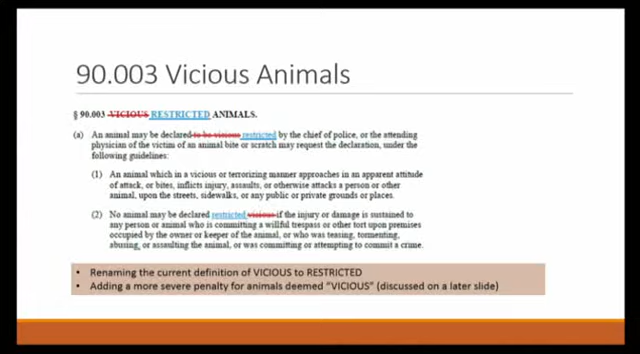 90.003 Vicious Animals
§ 90.003 VICIOUS RESTRICTED ANIMALS.
(a) An animal may be declared to be vicious restricted by the chief of police, or the attending
physician of the victim of an animal bite or scratch may request the declaration, under the
following guidelines:
(1) An animal which in a vicious or terrorizing manner approaches in an apparent attitude
of attack, or bites, inflicts injury, assaults, or otherwise attacks a person or other
animal, upon the streets, sidewalks, or any public or private grounds or places.
(2) No animal may be declared restricted vicious if the injury or damage is sustained to
any person or animal who is committing a willful trespass or other tort upon premises
occupied by the owner or keeper of the animal, or who was teasing, tormenting,
abusing, or assaulting the animal, or was committing or attempting to commit a crime.
• Renaming the current definition of VICIOUS to RESTRICTED
• Adding a more severe penalty for animals deemed “VICIOUS” (discussed on a later slide)